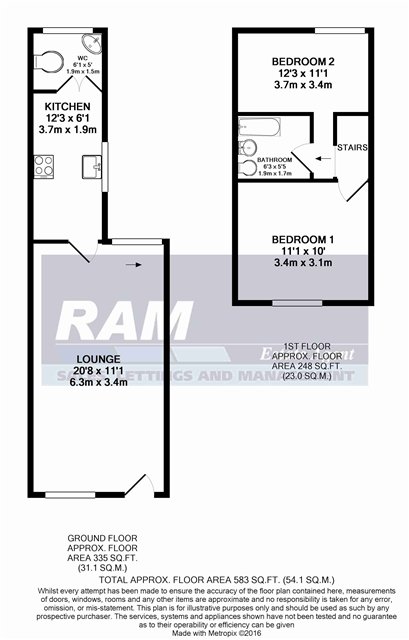 WC
6'1 x 5'
1.9m x 1.5m
KITCHEN
12'3 x 6'1
3.7m x 1.9m
BEDROOM 2
12'3 x 11'1
3.7m x 3.4m
BATHROOM
6'3 x 5'5
1.9m x 1.7m
STAIRS
BEDROOM 1
11'1 x 10'
3.4m x 3.1m
RAM
SALES LETTINGS AND MANAGEMENT
LOUNGE
20'8 x 11'1
6.3m x 3.4m
1ST FLOOR
APPROX. FLOOR
AREA 248 SQ.FT.
(23.0 SQ.M.)
GROUND FLOOR
APPROX. FLOOR
AREA 335 SQ.FT.
(31.1 SQ.M.)
TOTAL APPROX. FLOOR AREA 583 SQ.FT. (54.1 SQ.M.)
Whilst every attempt has been made to ensure the accuracy of the floor plan contained here, measurements
of doors, windows, rooms and any other items are approximate and no responsibility is taken for any error,
omission, or mis-statement. This plan is for illustrative purposes only and should be used as such by any
prospective purchaser. The services, systems and appliances shown have not been tested and no guarantee
as to their operability or efficiency can be given
Made with Metropix ©2016